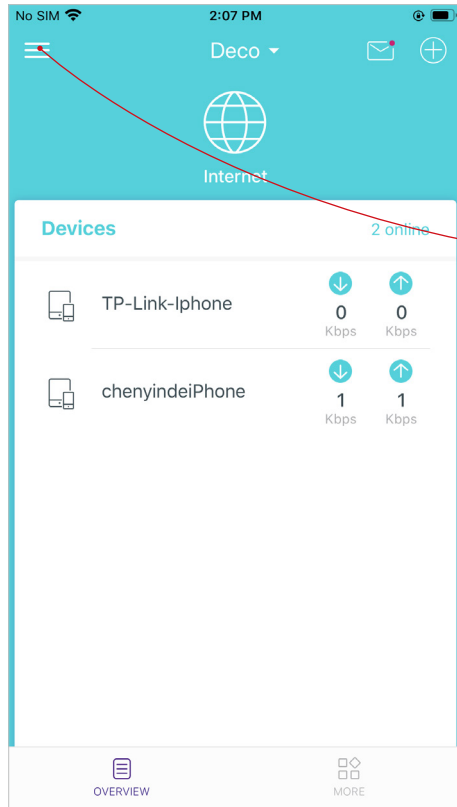 No SIM 2:07 PM
Deco
Internet
Devices 2 online
TP-Link-Iphone 0 Kbps 0 Kbps
chenyindeiPhone 1 Kbps 1 Kbps
OVERVIEW MORE